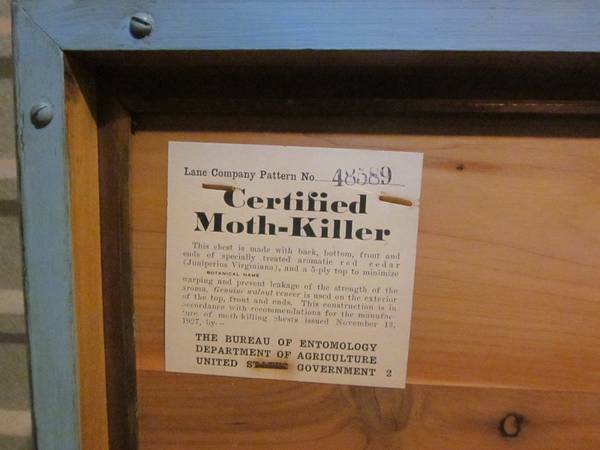 Lane Company Pattern No. 48589
Certified
Moth-Killer
This chest is made with back, bottom, front and
ends of specially treated aromatic red cedar
(Juniperius Virginiana), and a 5-ply top to minimize
BOTANICAL NAME
warping and prevent leakage of the strength of the
aroma. Genuine walnut veneer is used on the exterior
of the top, front and ends. This construction is in
accordance with recommendations for the manufac-
ture of moth killing chests issued November 13,
1927, by—
THE BUREAU OF ENTOMOLOGY
DEPARTMENT OF AGRICULTURE
UNITED STATES GOVERNMENT 2